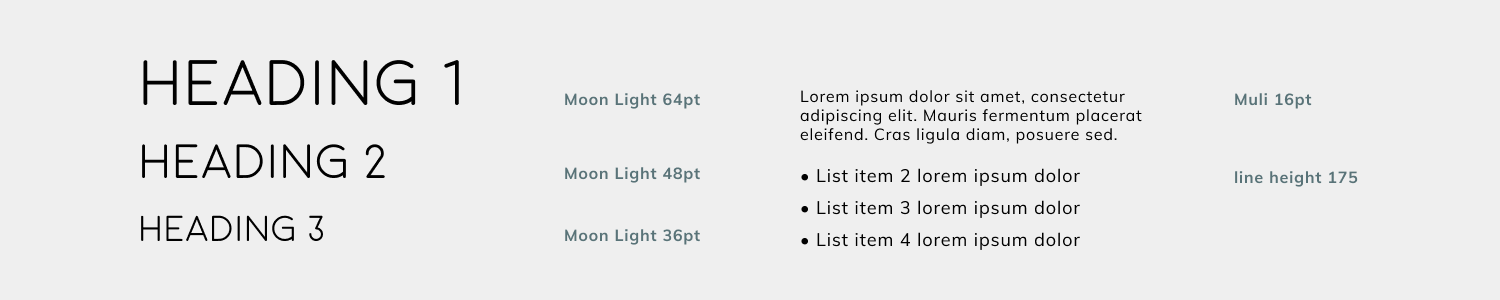 HEADING 1
Moon Light 64pt
HEADING 2
Moon Light 48pt
HEADING 3
Moon Light 36pt
Lorem ipsum dolor sit amet, consectetur
adipiscing elit. Mauris fermentum placerat
eleifend. Cras ligula diam, posuere sed.
Muli 16pt
• List item 2 lorem ipsum dolor
• List item 3 lorem ipsum dolor
• List item 4 lorem ipsum dolor
line height 175